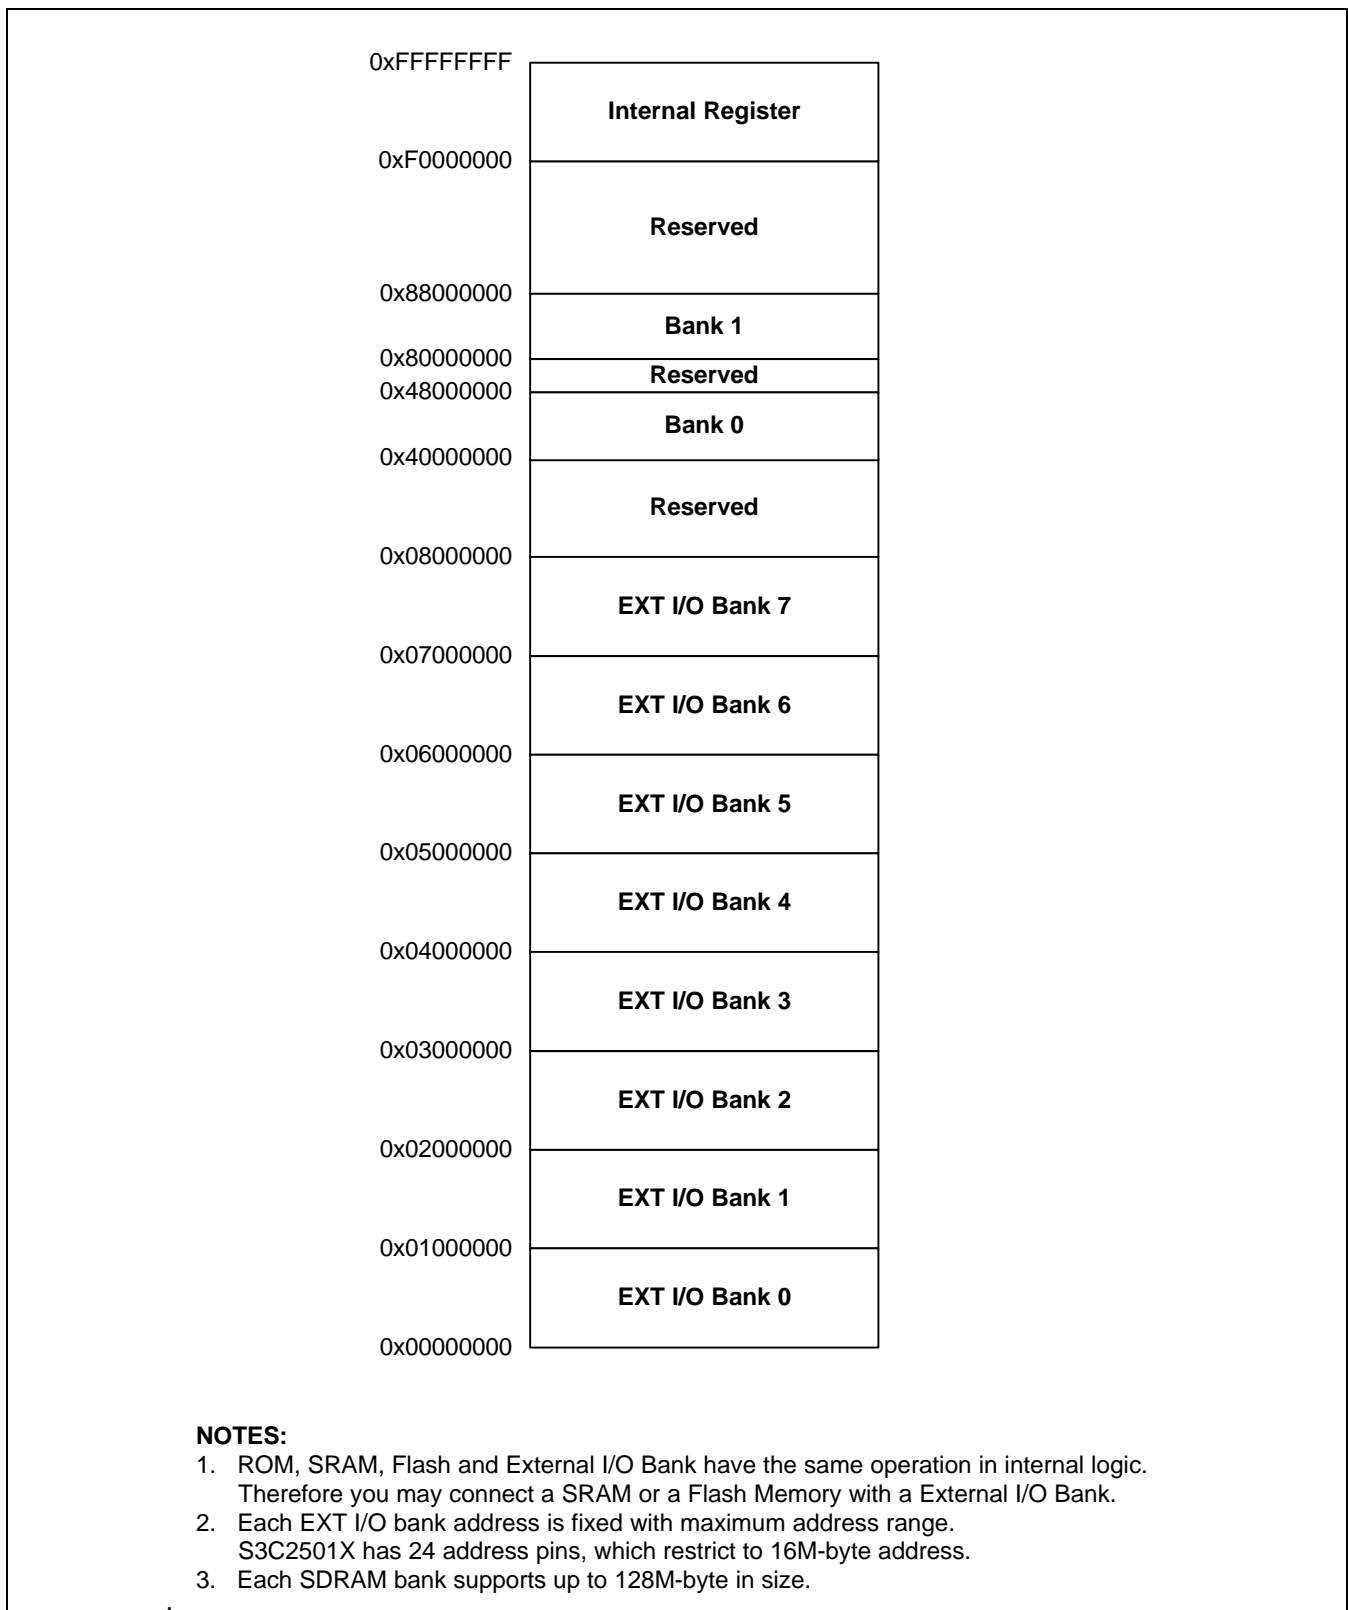 0xFFFFFFFF
Internal Register
0xF0000000
Reserved
0x88000000
Bank 1
0x80000000
Reserved
0x48000000
Bank 0
0x40000000
Reserved
0x08000000
EXT I/O Bank 7
0x07000000
EXT I/O Bank 6
0x06000000
EXT I/O Bank 5
0x05000000
EXT I/O Bank 4
0x04000000
EXT I/O Bank 3
0x03000000
EXT I/O Bank 2
0x02000000
EXT I/O Bank 1
0x01000000
EXT I/O Bank 0
0x00000000
NOTES:
1. ROM, SRAM, Flash and External I/O Bank have the same operation in internal logic.
Therefore you may connect a SRAM or a Flash Memory with a External I/O Bank.
2. Each EXT I/O bank address is fixed with maximum address range.
S3C2501X has 24 address pins, which restrict to 16M-byte address.
3. Each SDRAM bank supports up to 128M-byte in size.